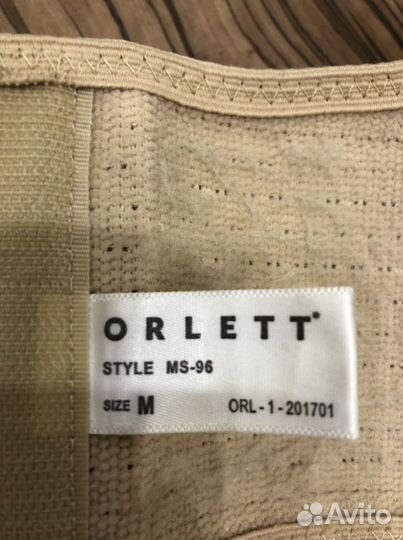 ORLETT®
STYLE MS-96
SIZE M ORL-1-201701
Avito